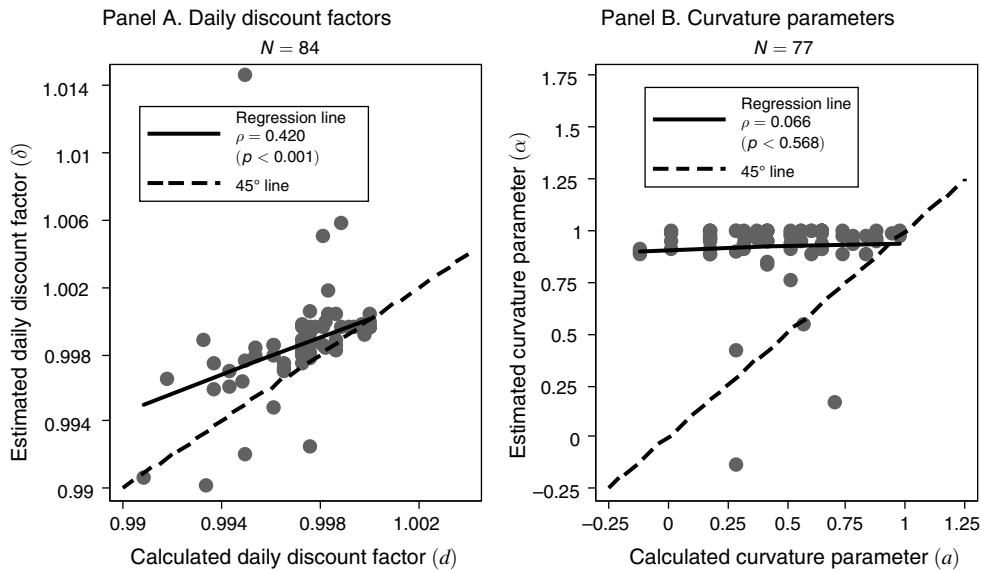 Panel A. Daily discount factors
N = 84
Estimated daily discount factor (δ)
1.014
1.01
1.006
1.002
0.998
0.994
0.99
Regression line
ρ = 0.420
(p < 0.001)
45° line
0.99 0.994 0.998 1.002
Calculated daily discount factor (d)
Panel B. Curvature parameters
N = 77
Estimated curvature parameter (α)
1.75
1.5
1.25
1
0.75
0.5
0.25
0
−0.25
Regression line
ρ = 0.066
(p < 0.568)
45° line
−0.25 0 0.25 0.5 0.75 1 1.25
Calculated curvature parameter (a)